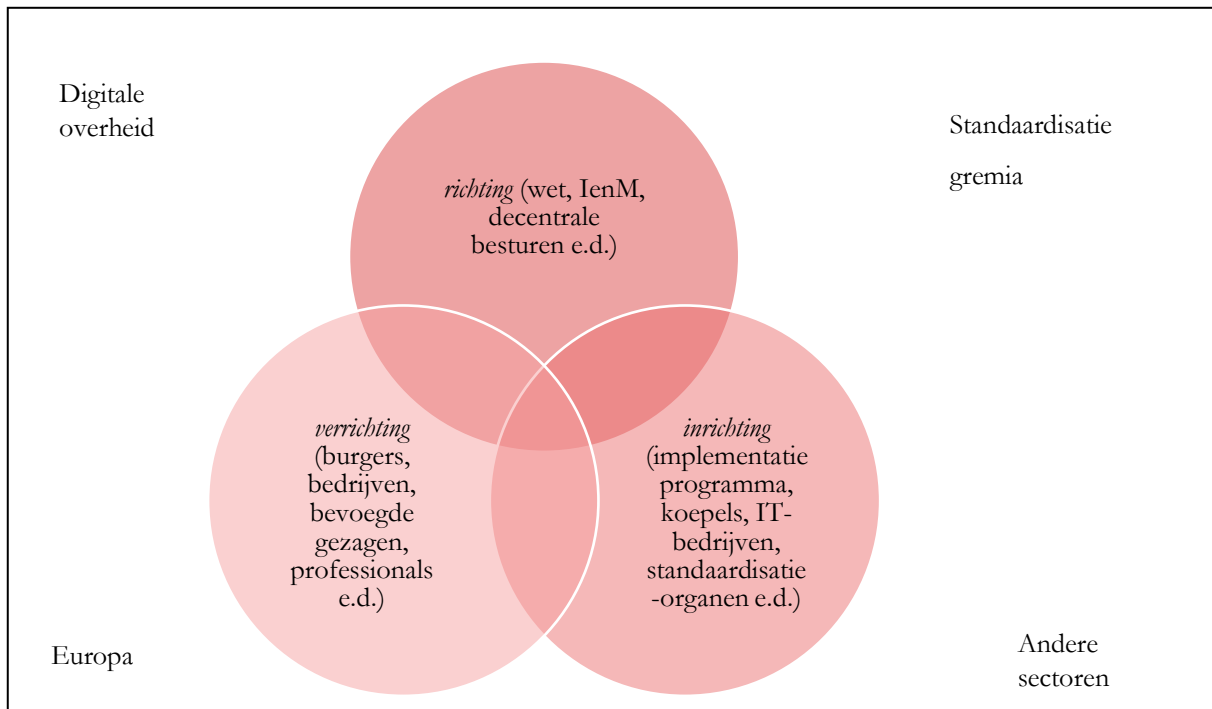 Digitale
overheid
Standaardisatie
gremia
richting (wet, IenM,
decentrale
besturen e.d.)
verrichting
(burgers,
bedrijven,
bevoegde
gezagen,
professionals
e.d.)
inrichting
(implementatie
programma,
koepels, IT-
bedrijven,
standaardisatie
-organen e.d.)
Europa
Andere
sectoren